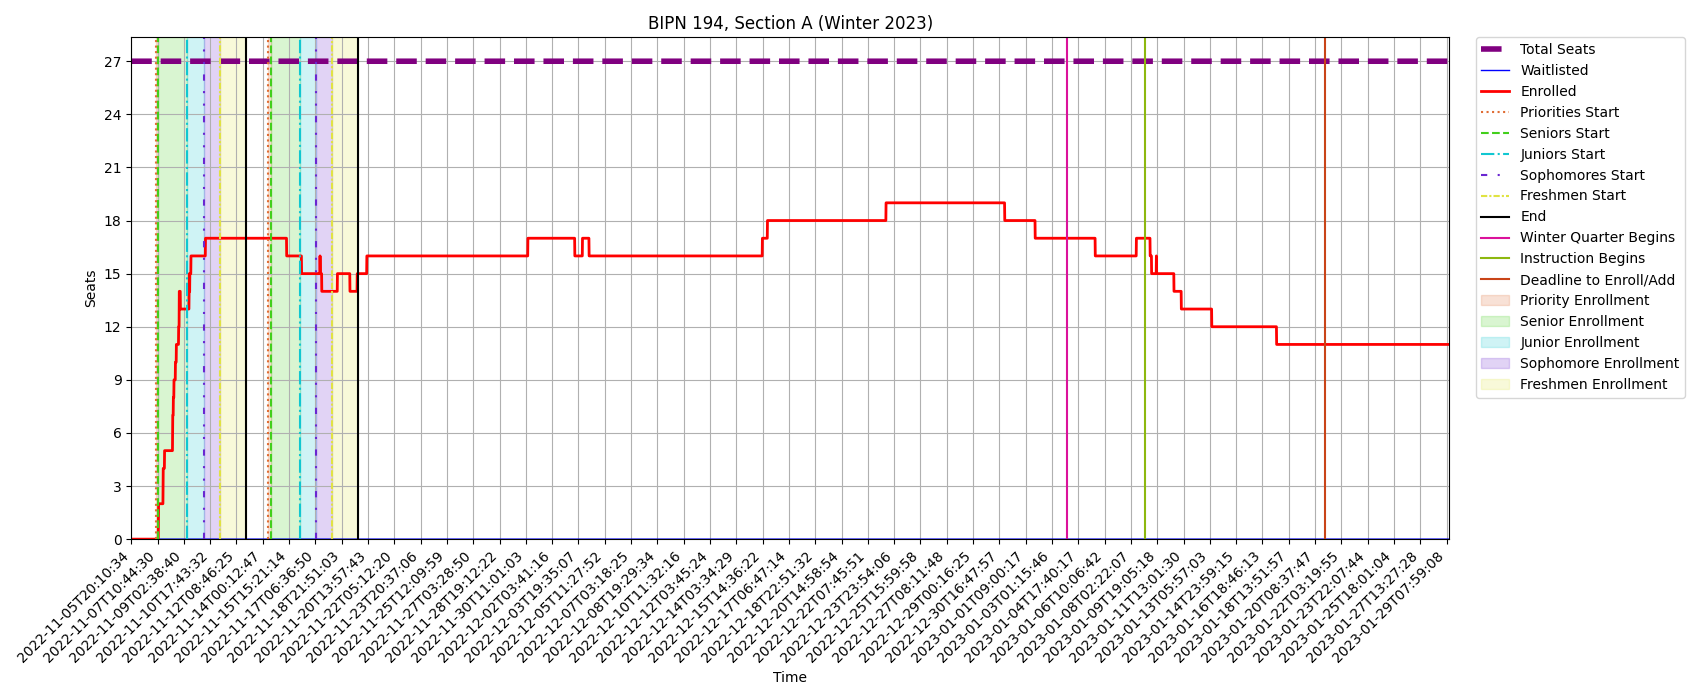 BIPN 194, Section A (Winter 2023)
Seats
27
24
21
18
15
12
9
6
3
0
2022-11-05T20:10:34
2022-11-07T10:44:30
2022-11-09T02:38:40
2022-11-10T17:43:32
2022-11-12T08:46:25
2022-11-14T00:12:47
2022-11-15T15:21:14
2022-11-17T06:36:50
2022-11-18T21:51:03
2022-11-20T13:57:43
2022-11-22T05:12:20
2022-11-23T20:37:06
2022-11-25T12:09:59
2022-11-27T03:28:50
2022-11-28T19:12:22
2022-11-30T11:01:03
2022-12-02T03:41:16
2022-12-03T19:35:07
2022-12-05T11:27:52
2022-12-07T03:18:25
2022-12-08T19:29:34
2022-12-10T11:32:16
2022-12-12T03:45:24
2022-12-14T03:34:29
2022-12-15T14:36:22
2022-12-17T06:47:14
2022-12-18T22:51:32
2022-12-20T14:58:54
2022-12-22T07:45:51
2022-12-23T23:54:06
2022-12-25T15:59:58
2022-12-27T08:11:48
2022-12-29T00:16:25
2022-12-30T16:47:57
2023-01-01T09:00:17
2023-01-03T01:15:46
2023-01-04T17:40:17
2023-01-06T10:06:42
2023-01-08T02:22:07
2023-01-09T19:05:18
2023-01-11T13:01:30
2023-01-13T05:57:03
2023-01-14T23:59:15
2023-01-16T18:46:13
2023-01-18T13:51:57
2023-01-20T08:37:47
2023-01-22T03:19:55
2023-01-23T22:07:44
2023-01-25T18:01:04
2023-01-27T13:27:28
2023-01-29T07:59:08
Time
Total Seats
Waitlisted
Enrolled
Priorities Start
Seniors Start
Juniors Start
Sophomores Start
Freshmen Start
End
Winter Quarter Begins
Instruction Begins
Deadline to Enroll/Add
Priority Enrollment
Senior Enrollment
Junior Enrollment
Sophomore Enrollment
Freshmen Enrollment